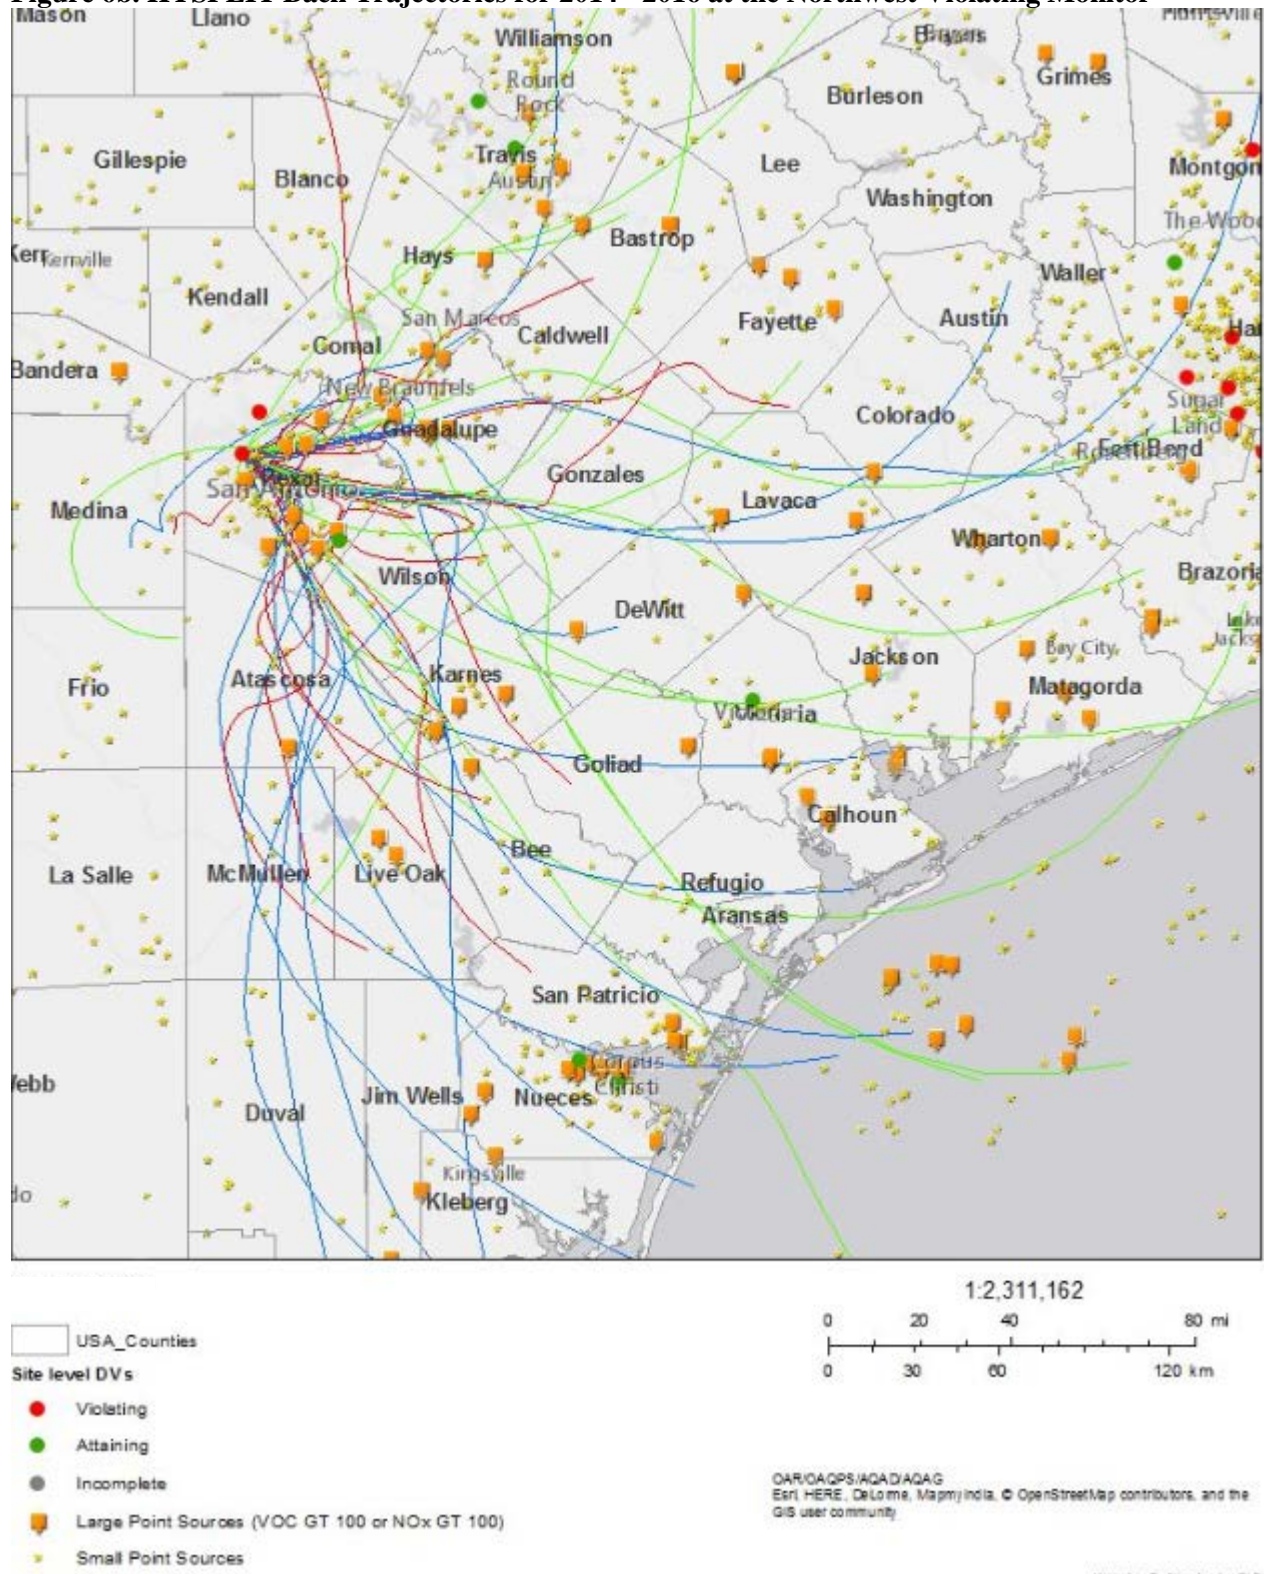 Mason
Llano
Williamson
Round
Rock
Grimes
Burleson
Gillespie
Blanco
Travis
Austin
Lee
Montgon
Washington
The Wood
Hays
Bastrop
Kerrville
Waller
Kendall
San Marcos
Caldwell
Fayette
Austin
Har
Comal
Bandera
New Braunfels
Guadalupe
Colorado
Sugar
Land
Fort Bend
Medina
Bexar
San Antonio
Gonzales
Lavaca
Wharton
Wilson
DeWitt
Brazoria
Jackson
Bay City
Frio
Atascosa
Karnes
Matagorda
Victoria
Goliad
Calhoun
La Salle
McMullen
Live Oak
Bee
Refugio
Aransas
San Patricio
Corpus
Christi
Webb
Duval
Jim Wells
Nueces
Kingsville
Kleberg
1:2,311,162
0 20 40 80 mi
0 30 60 120 km
USA_Counties
Site level DVs
Violating
Attaining
Incomplete
Large Point Sources (VOC GT 100 or NOx GT 100)
Small Point Sources
OAR/OAQPS/AQAD/AQAG
Esri, HERE, DeLorme, MapmyIndia, © OpenStreetMap contributors, and the
GIS user community